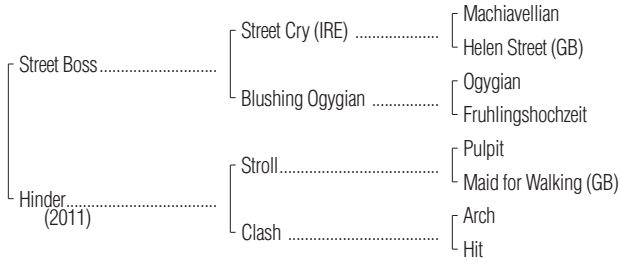 Machiavellian
Street Cry (IRE) ...................
Helen Street (GB)
Street Boss...........................
Ogygian
Blushing Ogygian ...............
Fruhlingshochzeit
Pulpit
Stroll.....................................
Maid for Walking (GB)
Hinder..................................
(2011)
Arch
Clash ..................................
Hit